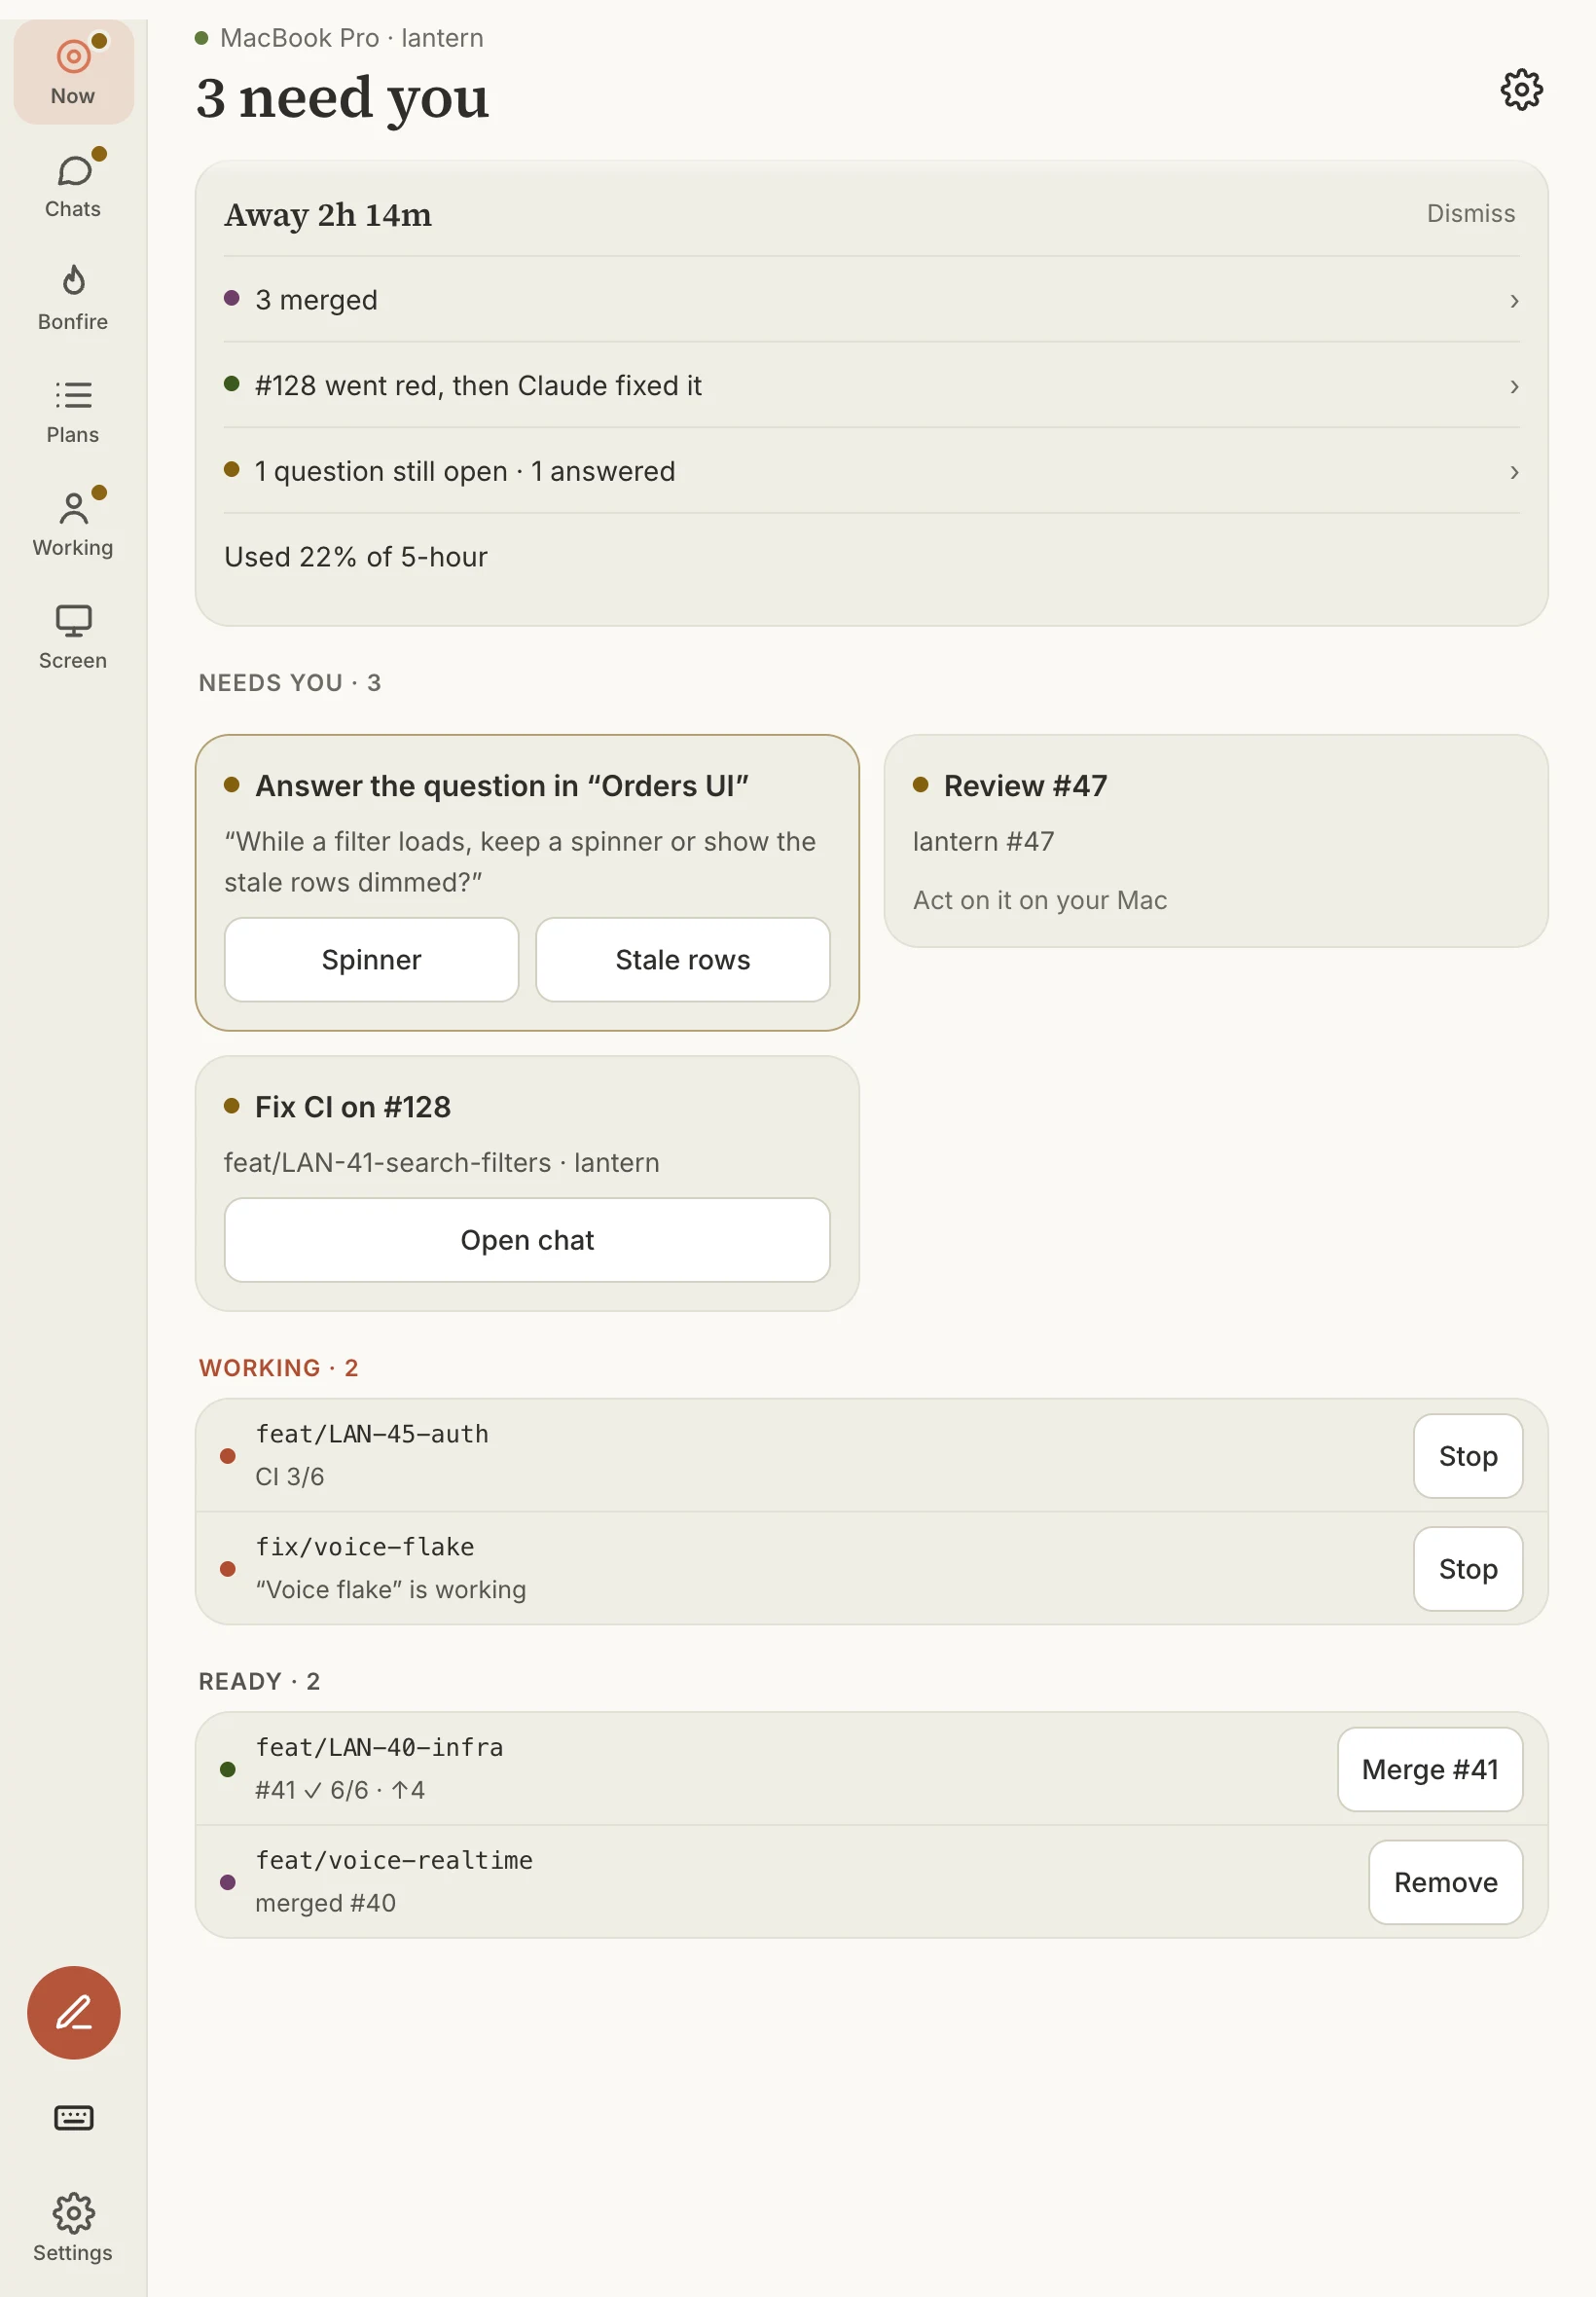 Now
Chats
Bonfire
Plans
Working
Screen
Settings
MacBook Pro · lantern
3 need you
Away 2h 14m
Dismiss
3 merged
#128 went red, then Claude fixed it
1 question still open · 1 answered
Used 22% of 5-hour
NEEDS YOU · 3
Answer the question in “Orders UI”
“While a filter loads, keep a spinner or show the
stale rows dimmed?”
Spinner
Stale rows
Review #47
lantern #47
Act on it on your Mac
Fix CI on #128
feat/LAN-41-search-filters · lantern
Open chat
WORKING · 2
feat/LAN-45-auth
CI 3/6
Stop
fix/voice-flake
“Voice flake” is working
Stop
READY · 2
feat/LAN-40-infra
#41 ✓ 6/6 · ↑4
Merge #41
feat/voice-realtime
merged #40
Remove